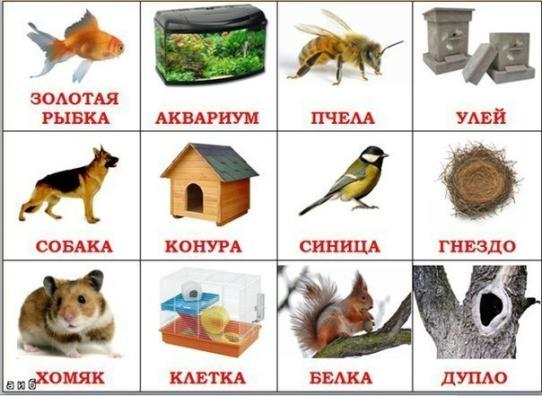 ЗОЛОТАЯ
РЫБКА
АКВАРИУМ
ПЧЕЛА
УЛЕЙ
СОБАКА
КОНУРА
СИНИЦА
ГНЕЗДО
ХОМЯК
КЛЕТКА
БЕЛКА
ДУПЛО
а и б